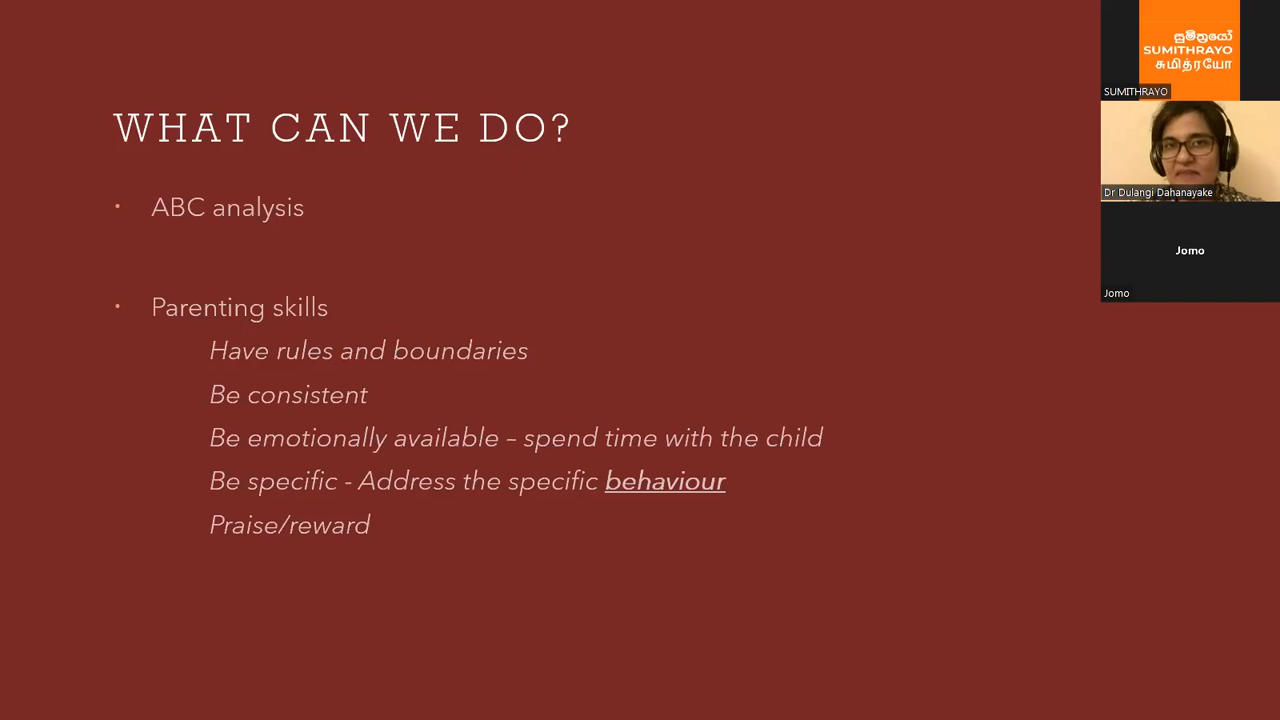 WHAT CAN WE DO?
• ABC analysis
• Parenting skills
Have rules and boundaries
Be consistent
Be emotionally available – spend time with the child
Be specific - Address the specific behaviour
Praise/reward
සුමිත්‍රයෝ
SUMITHRAYO
சுமித்ரயோ
SUMITHRAYO
Dr Dulangi Dahanayake
Jomo
Jomo